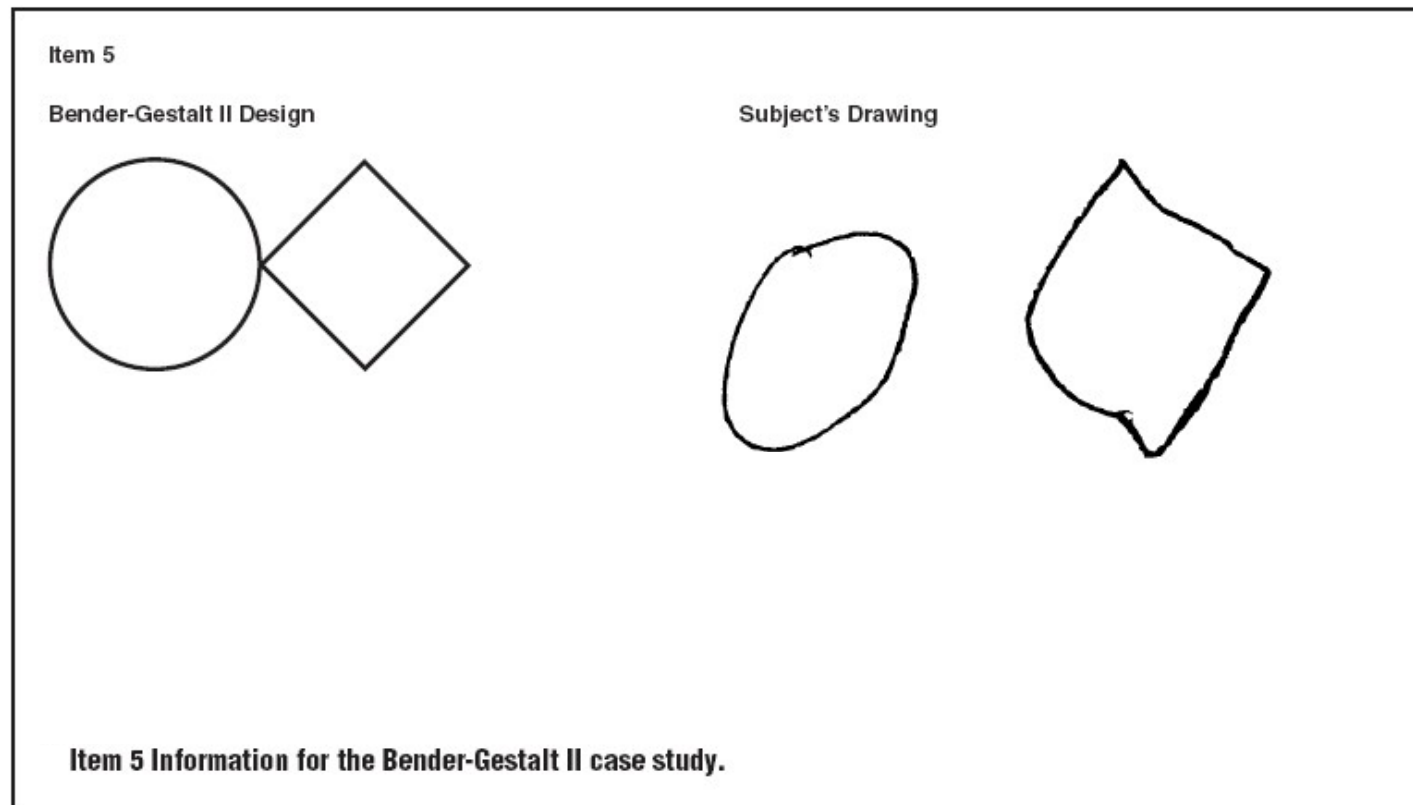 Item 5
Bender-Gestalt II Design
Subject's Drawing
Item 5 Information for the Bender-Gestalt II case study.